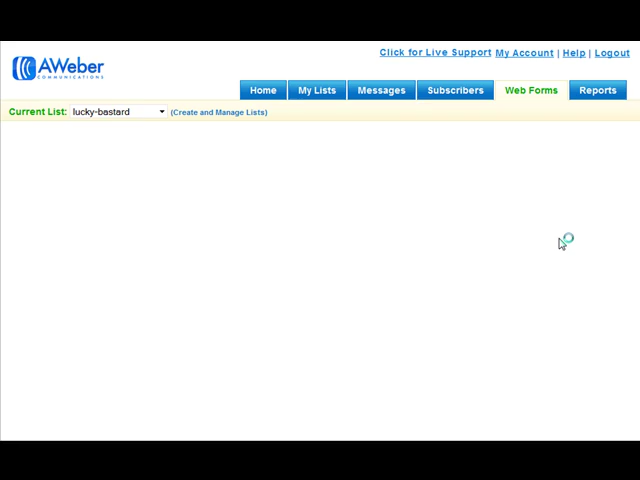 Click for Live Support My Account | Help | Logout
AWeber
COMMUNICATIONS
Home My Lists Messages Subscribers Web Forms Reports
Current List: lucky-bastard (Create and Manage Lists)